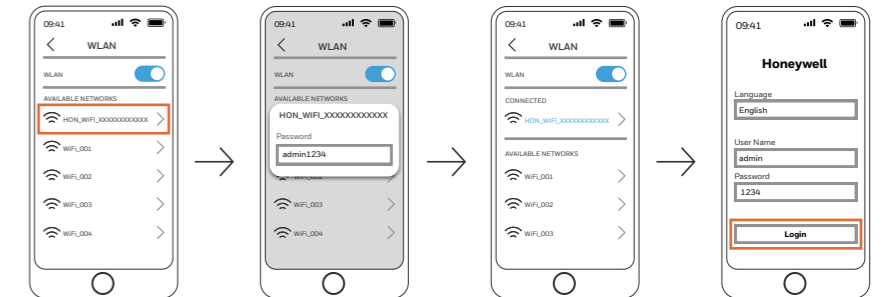 09:41
WLAN
WLAN
AVAILABLE NETWORKS
HON_WIFI_XXXXXXXXXXXX
WiFi_001
WiFi_002
WiFi_003
WiFi_004
09:41
WLAN
WLAN
AVAILABLE NETWORKS
HON_WIFI_XXXXXXXXXXXX
Password
admin1234
WiFi_003
WiFi_004
09:41
WLAN
WLAN
CONNECTED
HON_WIFI_XXXXXXXXXXXX
AVAILABLE NETWORKS
WiFi_001
WiFi_002
WiFi_003
09:41
Honeywell
Language
English
User Name
admin
Password
1234
Login